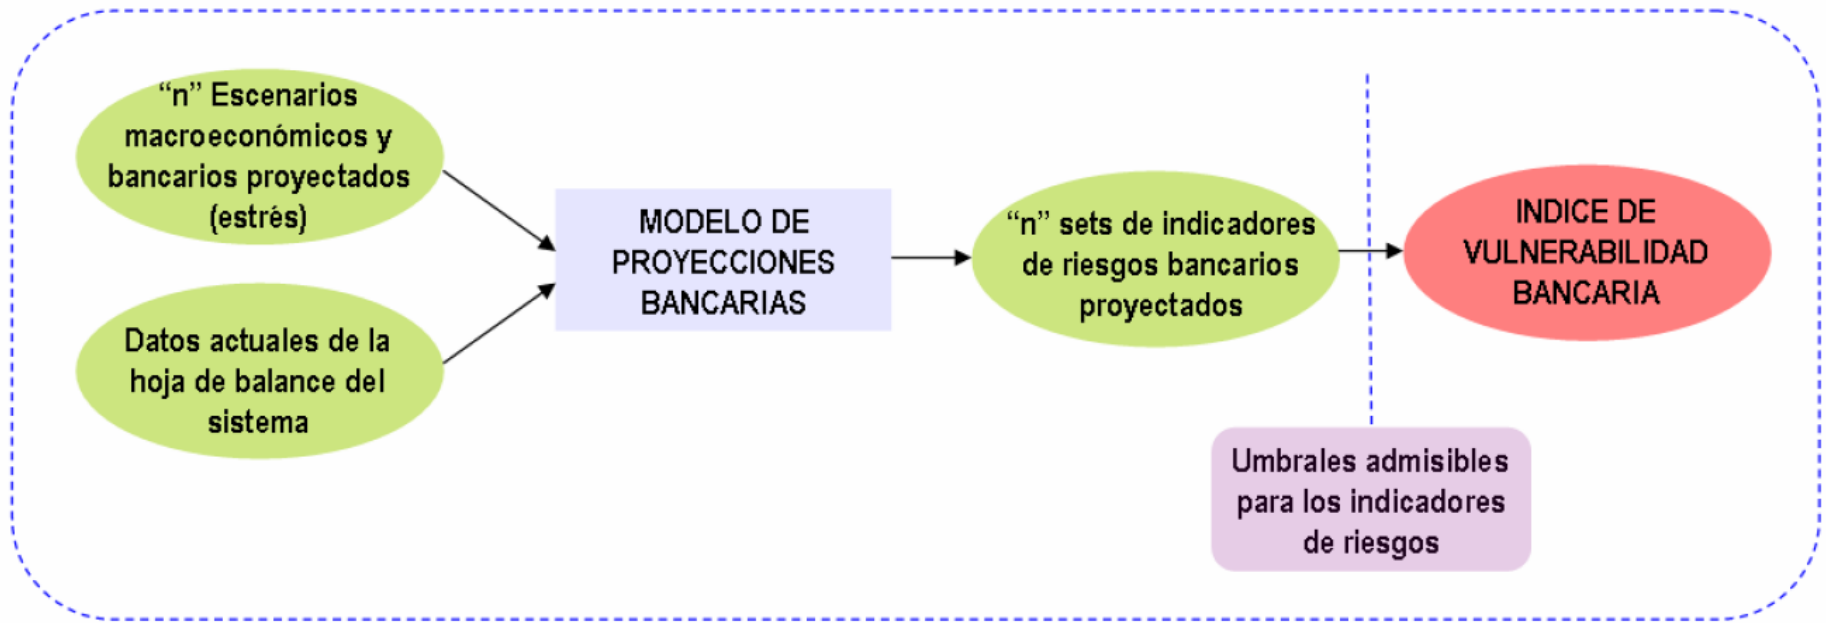 “n” Escenarios
macroeconómicos y
bancarios proyectados
(estrés)
Datos actuales de la
hoja de balance del
sistema
MODELO DE
PROYECCIONES
BANCARIAS
“n” sets de indicadores
de riesgos bancarios
proyectados
INDICE DE
VULNERABILIDAD
BANCARIA
Umbrales admisibles
para los indicadores
de riesgos